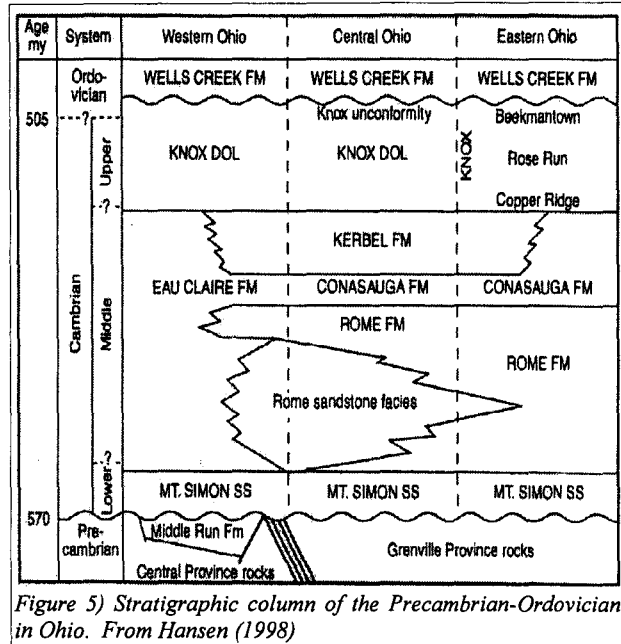 Age my System Western Ohio Central Ohio Eastern Ohio
Ordovician WELLS CREEK FM WELLS CREEK FM WELLS CREEK FM
505 ? Knox unconformity Beekmantown
Upper KNOX DOL KNOX DOL KNOX Rose Run
? Copper Ridge
KERBEL FM
Cambrian Middle EAU CLAIRE FM CONASAUGA FM CONASAUGA FM
ROME FM
ROME FM
Rome sandstone facies
?
Lower MT. SIMON SS MT. SIMON SS MT. SIMON SS
570
Pre-cambrian Middle Run Fm Grenville Province rocks
Central Province rocks
Figure 5) Stratigraphic column of the Precambrian-Ordovician
in Ohio. From Hansen (1998)